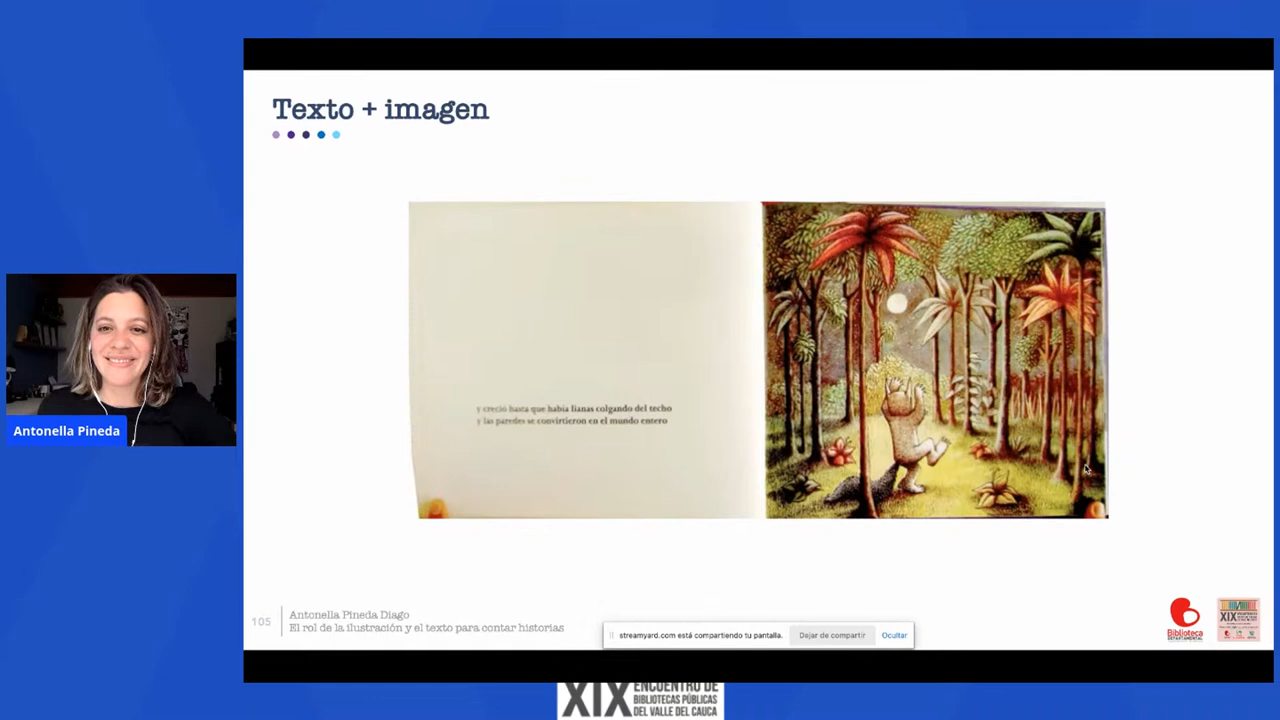 Texto + imagen
y creció hasta que había lianas colgando del techo
y las paredes se convirtieron en el mundo entero
Antonella Pineda
105
Antonella Pineda Diago
El rol de la ilustración y el texto para contar historias
streamyard.com está compartiendo tu pantalla.
Dejar de compartir
Ocultar
Biblioteca
DEPARTAMENTAL
XIX
XIX
ENCUENTRO DE
BIBLIOTECAS PÚBLICAS
DEL VALLE DEL CAUCA